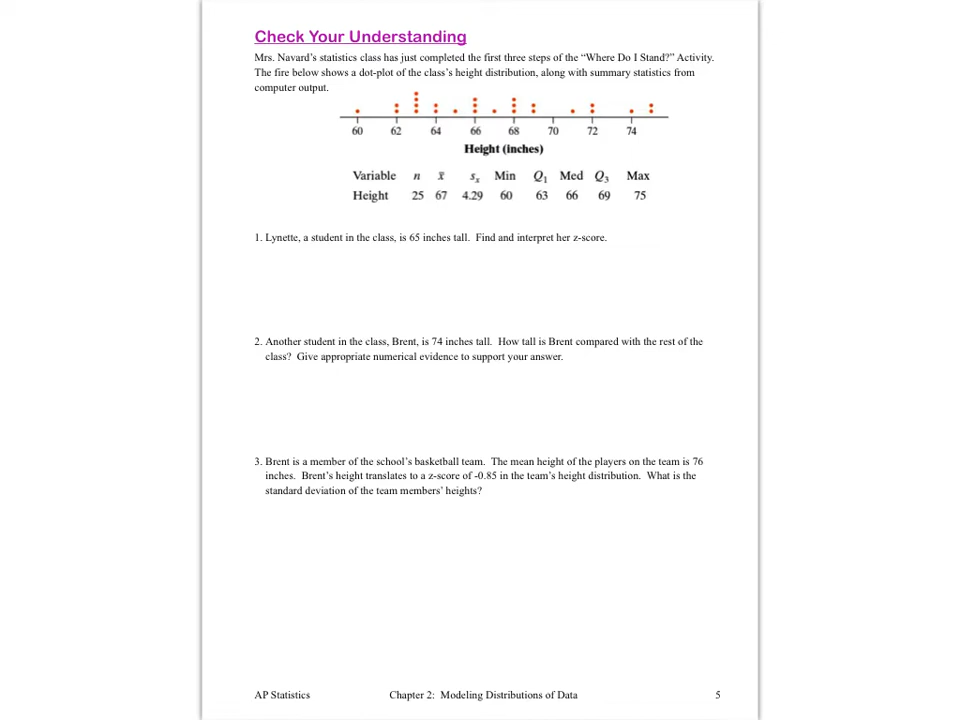 Check Your Understanding
Mrs. Navard's statistics class has just completed the first three steps of the "Where Do I Stand?" Activity.
The fire below shows a dot-plot of the class's height distribution, along with summary statistics from
computer output.
60 62 64 66 68 70 72 74
Height (inches)
Variable n x̄ sₓ Min Q₁ Med Q₃ Max
Height 25 67 4.29 60 63 66 69 75
1. Lynette, a student in the class, is 65 inches tall. Find and interpret her z-score.
2. Another student in the class, Brent, is 74 inches tall. How tall is Brent compared with the rest of the
class? Give appropriate numerical evidence to support your answer.
3. Brent is a member of the school's basketball team. The mean height of the players on the team is 76
inches. Brent's height translates to a z-score of -0.85 in the team's height distribution. What is the
standard deviation of the team members' heights?
AP Statistics Chapter 2: Modeling Distributions of Data 5